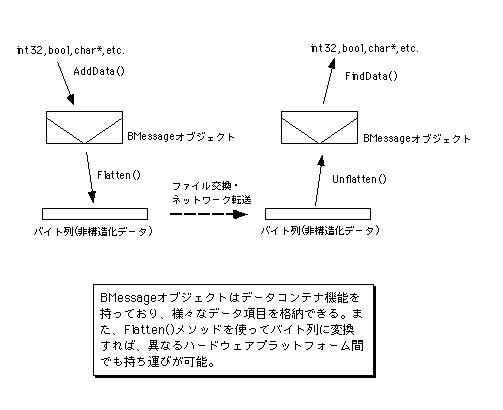 int32,bool,char*,etc.
AddData()
BMessageオブジェクト
Flatten()
バイト列(非構造化データ)
ファイル交換・
ネットワーク転送
int32,bool,char*,etc.
FindData()
BMessageオブジェクト
Unflatten()
バイト列(非構造化データ)
BMessageオブジェクトはデータコンテナ機能を
持っており、様々なデータ項目を格納できる。ま
た、Flatten()メソッドを使ってバイト列に変換
すれば、異なるハードウェアプラットフォーム間
でも持ち運びが可能。